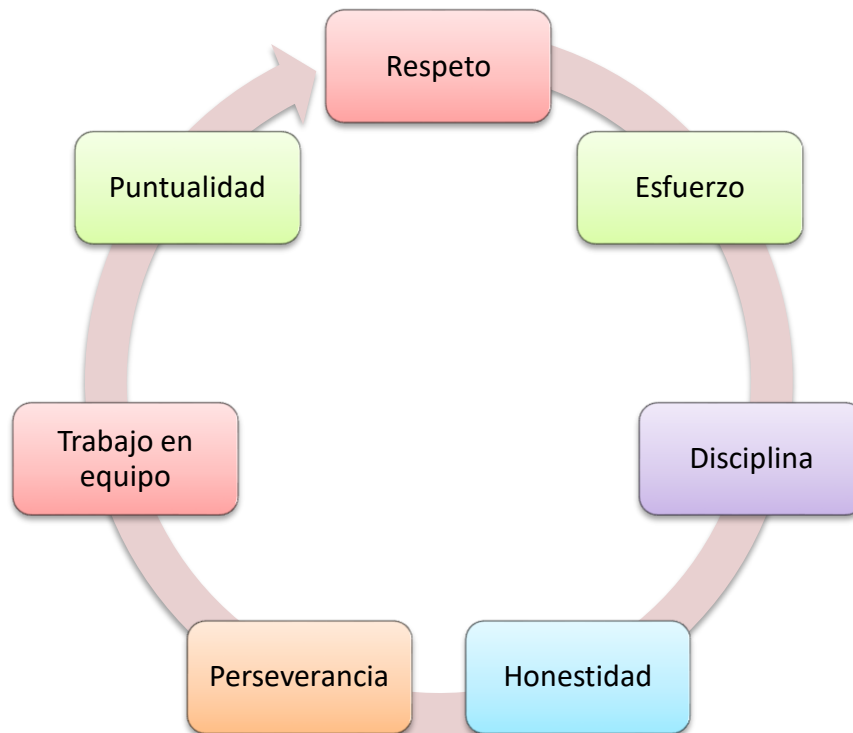 Respeto
Esfuerzo
Disciplina
Honestidad
Perseverancia
Trabajo en
equipo
Puntualidad